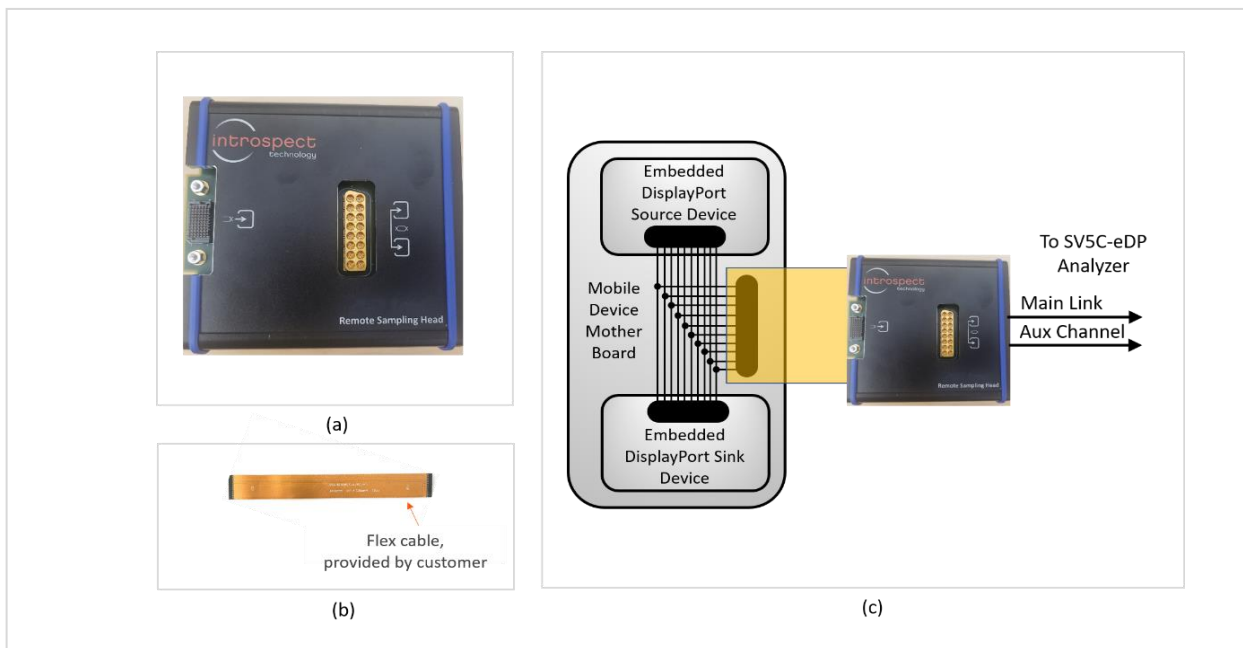 introspect
technology
Remote Sampling Head
(a)
Flex cable,
provided by customer
(b)
Embedded
DisplayPort
Source Device
Mobile
Device
Mother
Board
Embedded
DisplayPort Sink
Device
introspect
technology
Remote Sampling Head
To SV5C-eDP
Analyzer
Main Link
Aux Channel
(c)